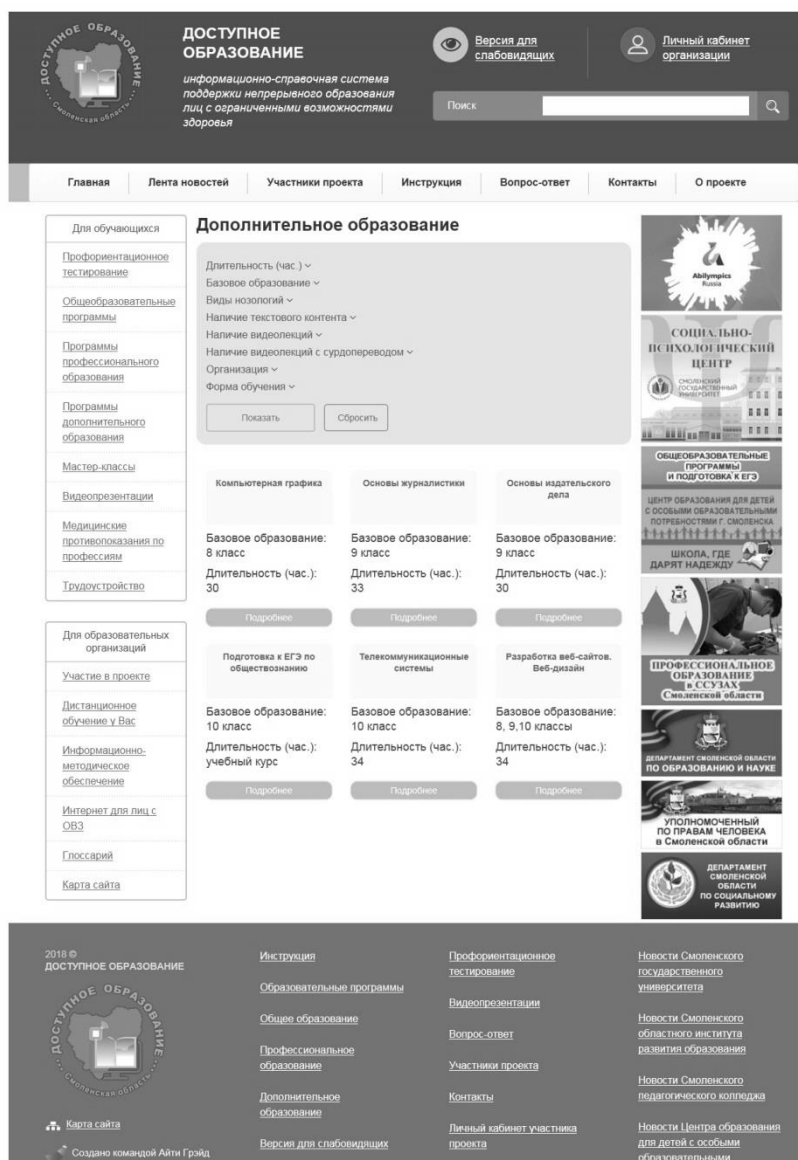 ДОСТУПНОЕ ОБРАЗОВАНИЕ
Смоленская область
ДОСТУПНОЕ
ОБРАЗОВАНИЕ
информационно-справочная система
поддержки непрерывного образования
лиц с ограниченными возможностями
здоровья
Версия для
слабовидящих
Личный кабинет
организации
Поиск
Главная Лента новостей Участники проекта Инструкция Вопрос-ответ Контакты О проекте
Для обучающихся
Профориентационное
тестирование
Общеобразовательные
программы
Программы
профессионального
образования
Программы
дополнительного
образования
Мастер-классы
Видеопрезентации
Медицинские
противопоказания по
профессиям
Трудоустройство
Для образовательных
организаций
Участие в проекте
Дистанционное
обучение у Вас
Информационно-
методическое
обеспечение
Интернет для лиц с
ОВЗ
Глоссарий
Карта сайта
Дополнительное образование
Длительность (час.)
Базовое образование
Виды нозологий
Наличие текстового контента
Наличие видеолекций
Наличие видеолекций с сурдопереводом
Организация
Форма обучения
Показать Сбросить
Компьютерная графика
Базовое образование:
8 класс
Длительность (час.):
30
Подробнее
Основы журналистики
Базовое образование:
9 класс
Длительность (час.):
33
Подробнее
Основы издательского
дела
Базовое образование:
9 класс
Длительность (час.):
30
Подробнее
Подготовка к ЕГЭ по
обществознанию
Базовое образование:
10 класс
Длительность (час.):
учебный курс
Подробнее
Телекоммуникационные
системы
Базовое образование:
10 класс
Длительность (час.):
34
Подробнее
Разработка веб-сайтов.
Веб-дизайн
Базовое образование:
8, 9,10 классы
Длительность (час.):
34
Подробнее
Abilympics
Russia
СОЦИАЛЬНО-
ПСИХОЛОГИЧЕСКИЙ
ЦЕНТР
СМОЛЕНСКИЙ
ГОСУДАРСТВЕННЫЙ
УНИВЕРСИТЕТ
ОБЩЕОБРАЗОВАТЕЛЬНЫЕ
ПРОГРАММЫ
И ПОДГОТОВКА К ЕГЭ
ЦЕНТР ОБРАЗОВАНИЯ ДЛЯ ДЕТЕЙ
С ОСОБЫМИ ОБРАЗОВАТЕЛЬНЫМИ
ПОТРЕБНОСТЯМИ Г. СМОЛЕНСКА
ШКОЛА, ГДЕ
ДАРЯТ НАДЕЖДУ
ПРОФЕССИОНАЛЬНОЕ
ОБРАЗОВАНИЕ
в ССУЗАХ
Смоленской области
ДЕПАРТАМЕНТ СМОЛЕНСКОЙ ОБЛАСТИ
ПО ОБРАЗОВАНИЮ И НАУКЕ
УПОЛНОМОЧЕННЫЙ
ПО ПРАВАМ ЧЕЛОВЕКА
в Смоленской области
ДЕПАРТАМЕНТ
СМОЛЕНСКОЙ
ОБЛАСТИ
ПО СОЦИАЛЬНОМУ
РАЗВИТИЮ
2018 ©
ДОСТУПНОЕ ОБРАЗОВАНИЕ
ДОСТУПНОЕ ОБРАЗОВАНИЕ
Смоленская область
Карта сайта
Создано командой Айти Грэйд
Инструкция
Образовательные программы
Общее образование
Профессиональное
образование
Дополнительное
образование
Версия для слабовидящих
Профориентационное
тестирование
Видеопрезентации
Вопрос-ответ
Участники проекта
Контакты
Личный кабинет участника
проекта
Новости Смоленского
государственного
университета
Новости Смоленского
областного института
развития образования
Новости Смоленского
педагогического колледжа
Новости Центра образования
для детей с особыми
образовательными